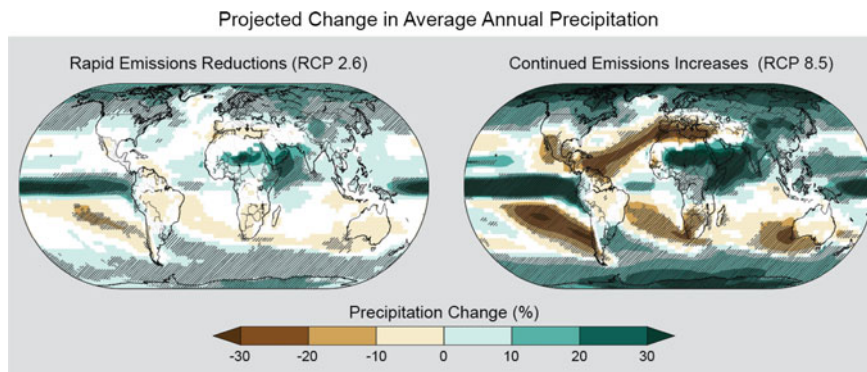 Projected Change in Average Annual Precipitation
Rapid Emissions Reductions (RCP 2.6)
Continued Emissions Increases (RCP 8.5)
Precipitation Change (%)
-30 -20 -10 0 10 20 30